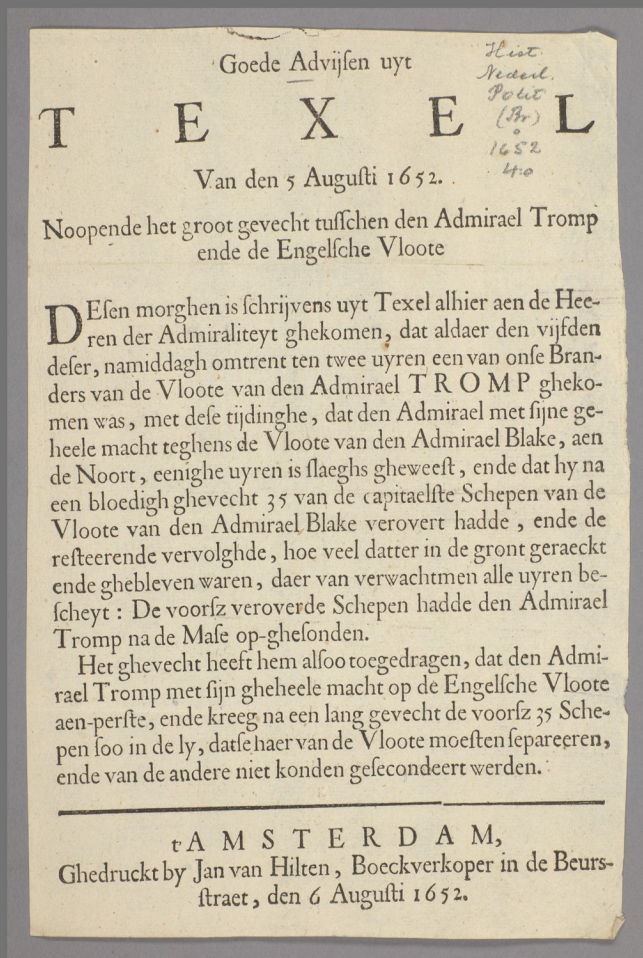 Goede Advijſen uyt
TEXEL
Van den 5 Auguſti 1652.
Noopende het groot gevecht tuſſchen den Admirael Tromp
ende de Engelſche Vloote
DEſen morghen is ſchrijvens uyt Texel alhier aen de Hee-
ren der Admiraliteyt ghekomen, dat aldaer den vijfden
deſer, namiddagh omtrent ten twee uyren een van onſe Bran-
ders van de Vloote van den Admirael TROMP gheko-
men was, met deſe tijdinghe, dat den Admirael met ſijne ge-
heele macht teghens de Vloote van den Admirael Blake, aen
de Noort, eenighe uyren is ſlaeghs gheweeſt, ende dat hy na
een bloedigh ghevecht 35 van de capitaelſte Schepen van de
Vloote van den Admirael Blake verovert hadde, ende de
reſteerende vervolghde, hoe veel datter in de gront geraeckt
ende ghebleven waren, daer van verwachtmen alle uyren be-
ſcheyt: De voorſz veroverde Schepen hadde den Admirael
Tromp na de Maſe op-gheſonden.
Het ghevecht heeft hem alſoo toegedragen, dat den Admi-
rael Tromp met ſijn gheheele macht op de Engelſche Vloote
aen-perſte, ende kreeg na een lang gevecht de voorſz 35 Sche-
pen ſoo in de ly, datſe haer van de Vloote moeſten ſepareeren,
ende van de andere niet konden geſecondeert werden.
t'AMSTERDAM,
Ghedruckt by Jan van Hilten, Boeckverkoper in de Beurs-
ſtraet, den 6 Auguſti 1652.
Hist.
Nederl.
Polit
(Br)
1652
4:o